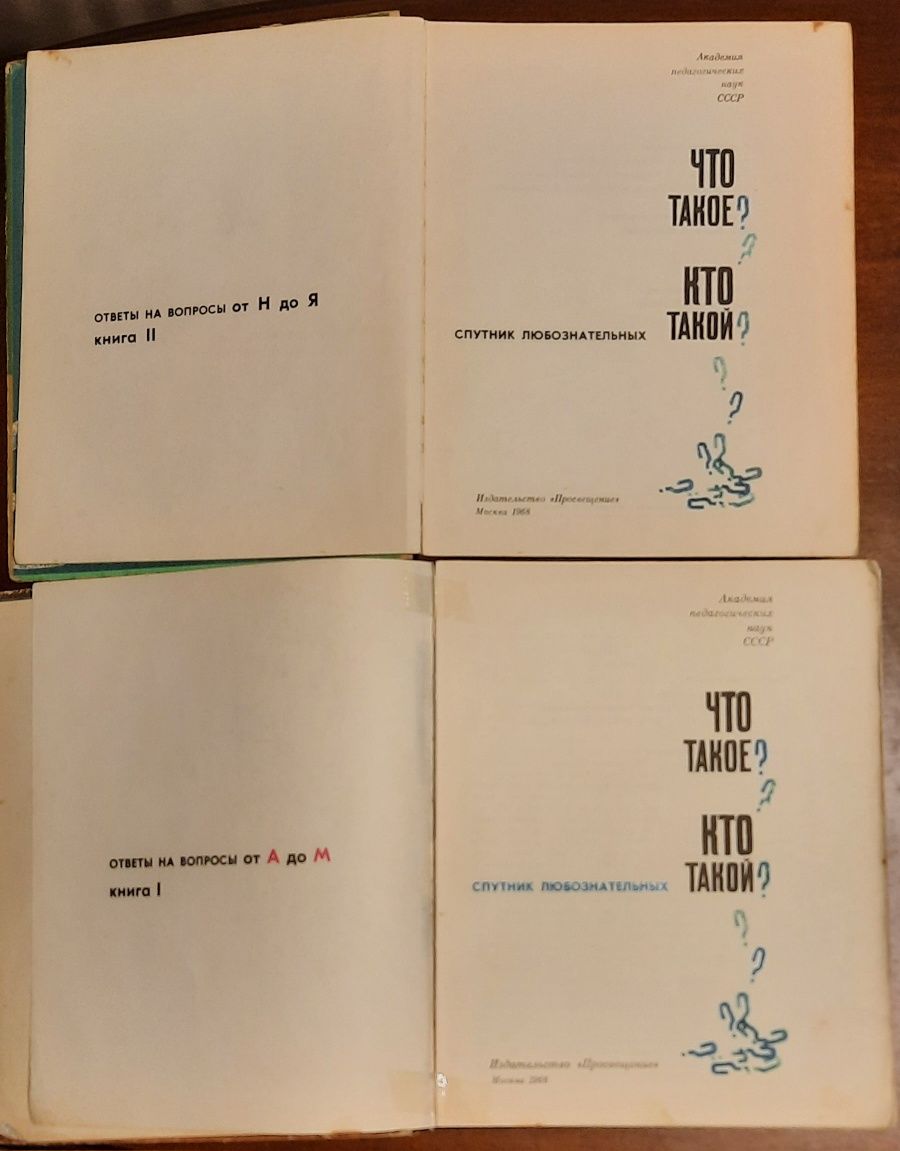 ответы на вопросы от Н до Я
книга II
Академия
педагогических
наук
СССР
ЧТО
ТАКОЕ?
КТО
ТАКОЙ?
СПУТНИК ЛЮБОЗНАТЕЛЬНЫХ
Издательство «Просвещение»
Москва 1968
ответы на вопросы от А до М
книга I
Академия
педагогических
наук
СССР
ЧТО
ТАКОЕ?
КТО
ТАКОЙ?
СПУТНИК ЛЮБОЗНАТЕЛЬНЫХ
Издательство «Просвещение»
Москва 1968